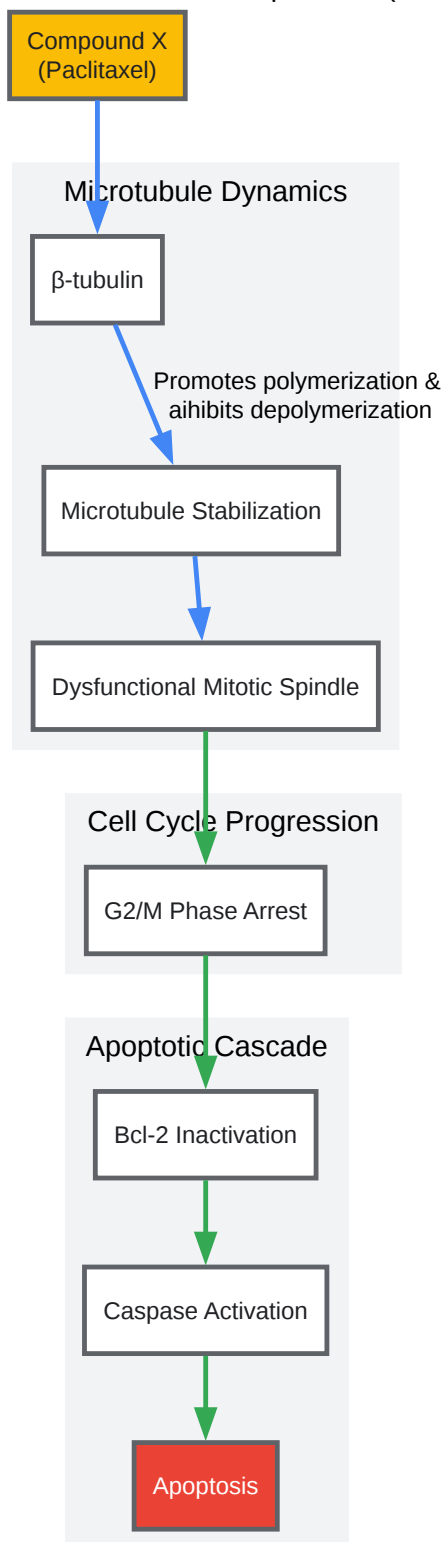 Compound X
(Paclitaxel)
Microtubule Dynamics
β-tubulin
Promotes polymerization &
aihibits depolymerization
Microtubule Stabilization
Dysfunctional Mitotic Spindle
Cell Cycle Progression
G2/M Phase Arrest
Apoptotic Cascade
Bcl-2 Inactivation
Caspase Activation
Apoptosis